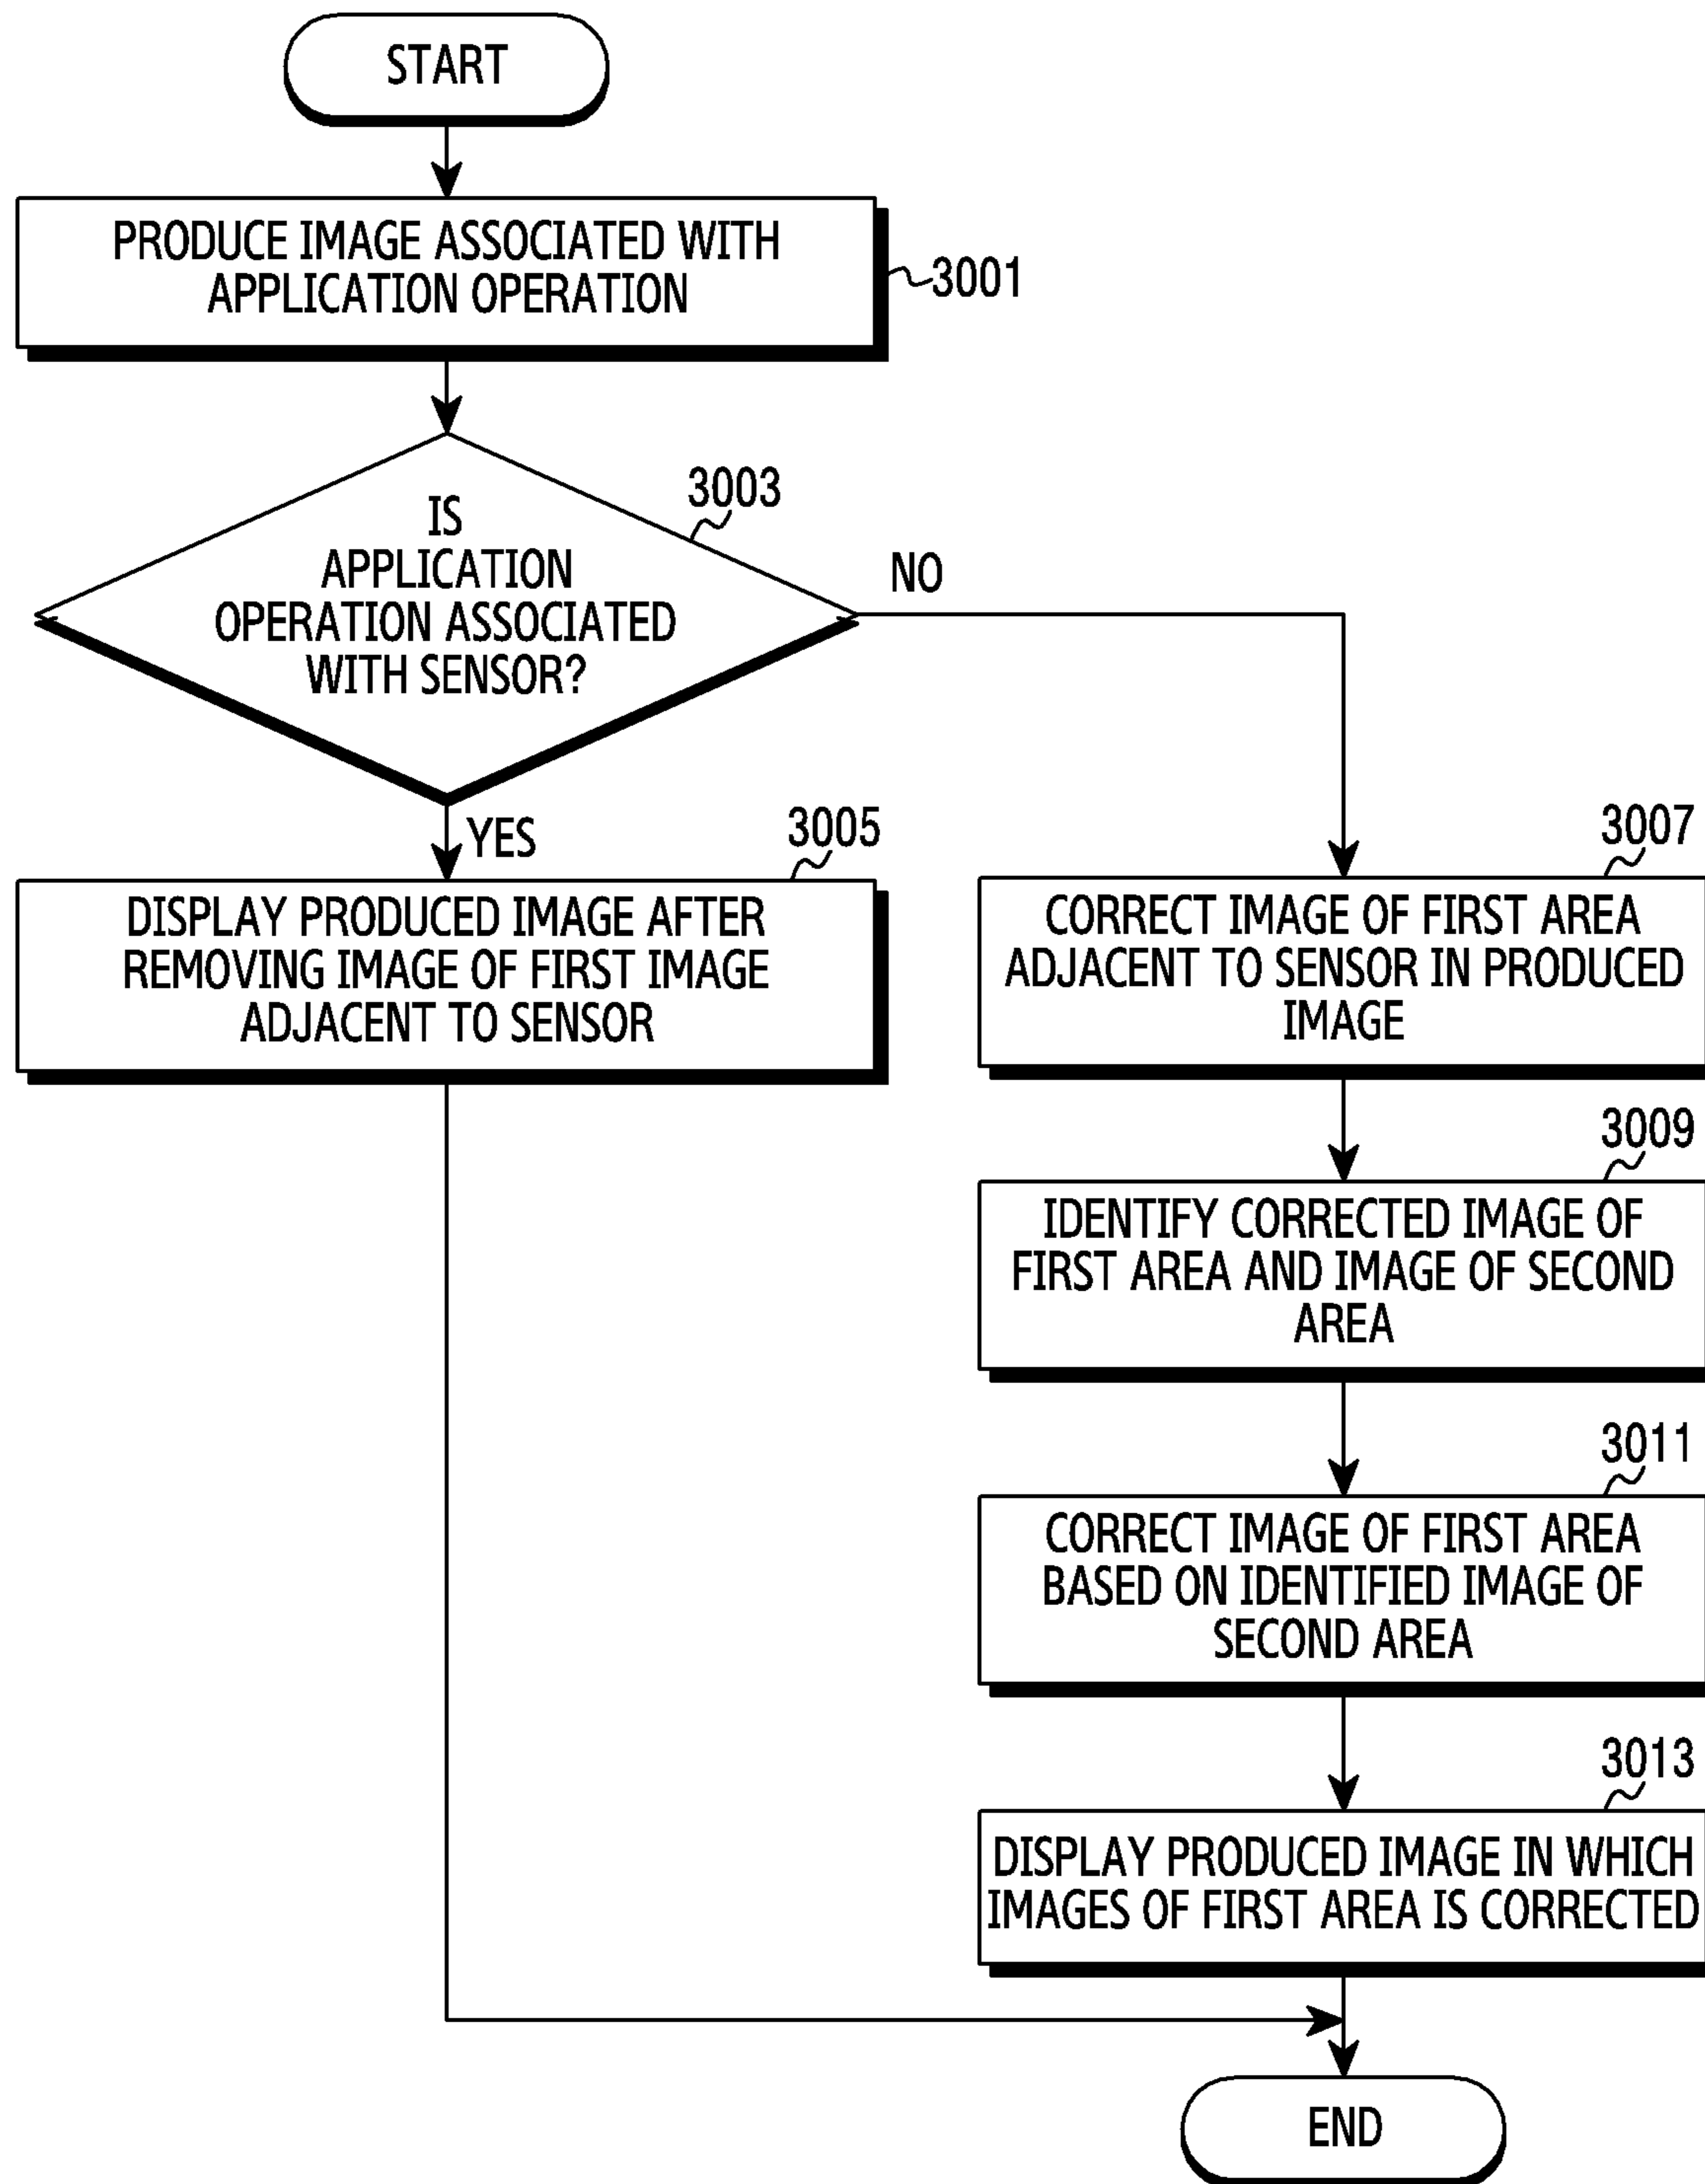 START
PRODUCE IMAGE ASSOCIATED WITH
APPLICATION OPERATION
3001
IS
APPLICATION
OPERATION ASSOCIATED
WITH SENSOR?
3003
NO
YES
3005
DISPLAY PRODUCED IMAGE AFTER
REMOVING IMAGE OF FIRST IMAGE
ADJACENT TO SENSOR
3007
CORRECT IMAGE OF FIRST AREA
ADJACENT TO SENSOR IN PRODUCED
IMAGE
3009
IDENTIFY CORRECTED IMAGE OF
FIRST AREA AND IMAGE OF SECOND
AREA
3011
CORRECT IMAGE OF FIRST AREA
BASED ON IDENTIFIED IMAGE OF
SECOND AREA
3013
DISPLAY PRODUCED IMAGE IN WHICH
IMAGES OF FIRST AREA IS CORRECTED
END